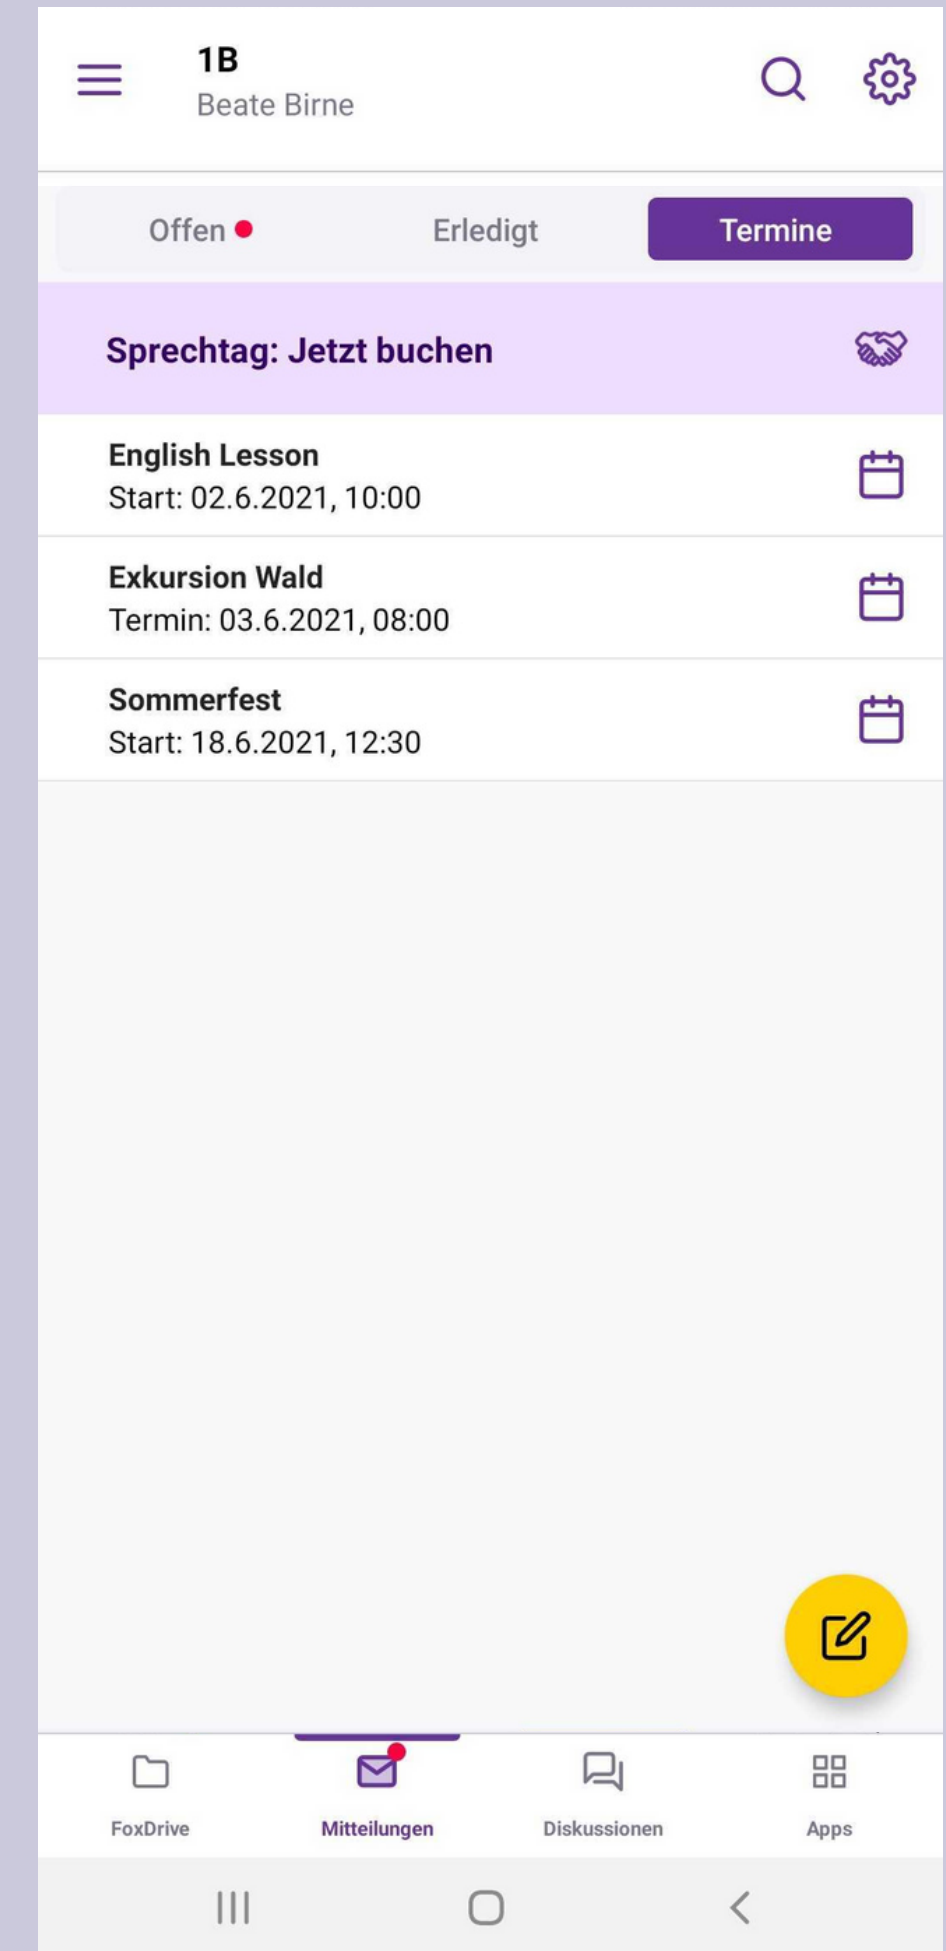 1B
Beate Birne
Offen
Erledigt
Termine
Sprechtag: Jetzt buchen
English Lesson
Start: 02.6.2021, 10:00
Exkursion Wald
Termin: 03.6.2021, 08:00
Sommerfest
Start: 18.6.2021, 12:30
FoxDrive
Mitteilungen
Diskussionen
Apps